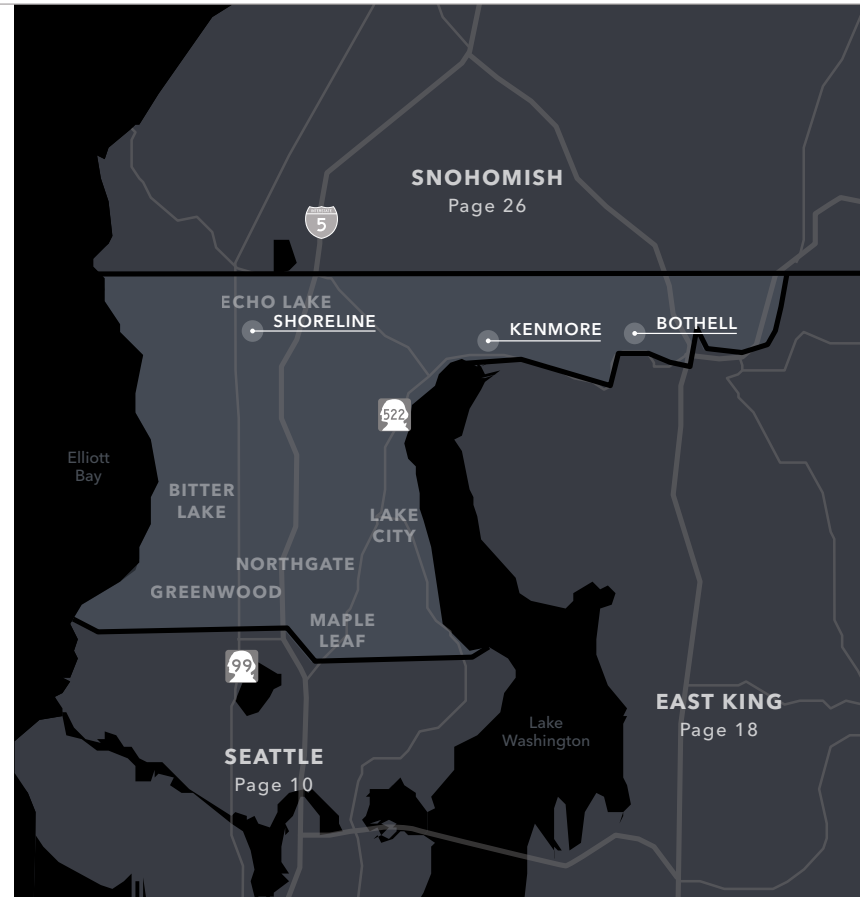 SNOHOMISH
Page 26
INTERSTATE
5
ECHO LAKE
SHORELINE
KENMORE
BOTHELL
522
Elliott
Bay
BITTER
LAKE
LAKE
CITY
NORTHGATE
GREENWOOD
MAPLE
LEAF
99
EAST KING
Page 18
Lake
Washington
SEATTLE
Page 10